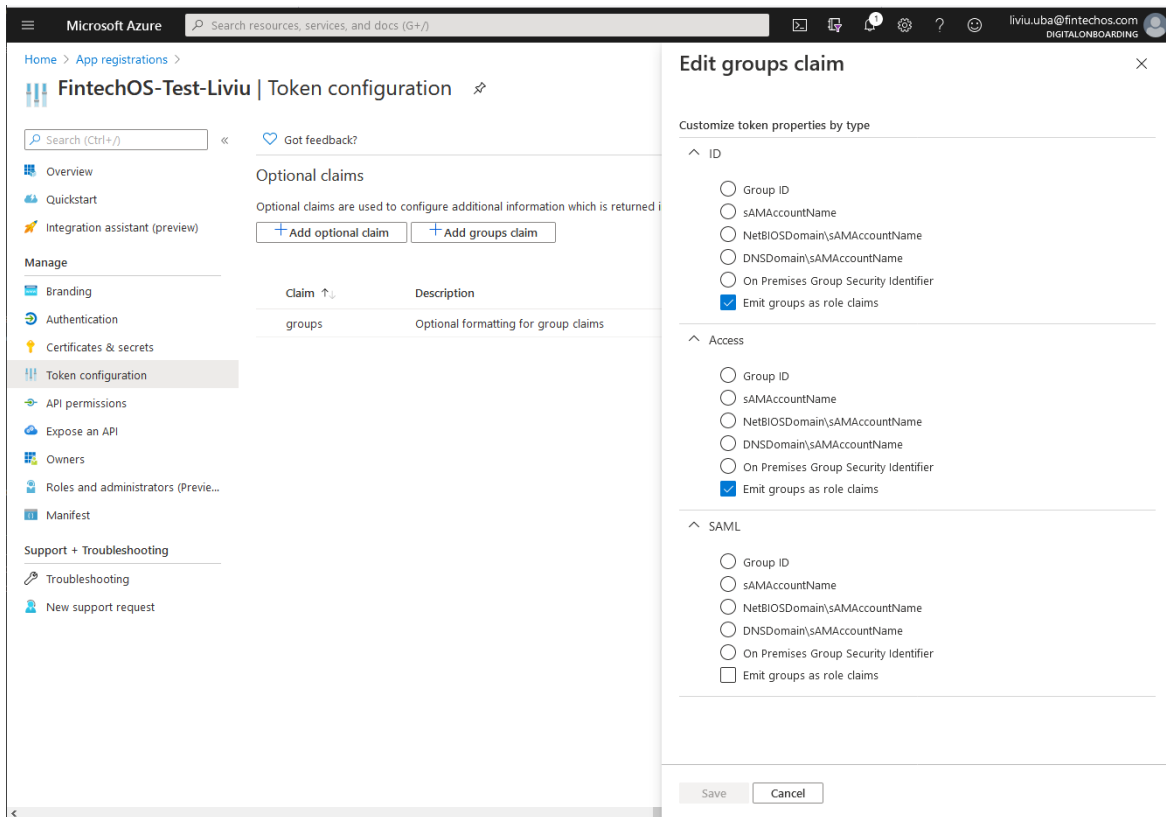 Microsoft Azure
Search resources, services, and docs (G+/)
1
liviu.uba@fintechos.com
DIGITALONBOARDING
Home > App registrations >
FintechOS-Test-Liviu | Token configuration
Search (Ctrl+/)
«
Overview
Quickstart
Integration assistant (preview)
Manage
Branding
Authentication
Certificates & secrets
Token configuration
API permissions
Expose an API
Owners
Roles and administrators (Previe...
Manifest
Support + Troubleshooting
Troubleshooting
New support request
Got feedback?
Optional claims
Optional claims are used to configure additional information which is returned i
+ Add optional claim + Add groups claim
Claim ↑↓ Description
groups Optional formatting for group claims
Edit groups claim
Customize token properties by type
ID
Group ID
sAMAccountName
NetBIOSDomain\sAMAccountName
DNSDomain\sAMAccountName
On Premises Group Security Identifier
Emit groups as role claims
Access
Group ID
sAMAccountName
NetBIOSDomain\sAMAccountName
DNSDomain\sAMAccountName
On Premises Group Security Identifier
Emit groups as role claims
SAML
Group ID
sAMAccountName
NetBIOSDomain\sAMAccountName
DNSDomain\sAMAccountName
On Premises Group Security Identifier
Emit groups as role claims
Save Cancel